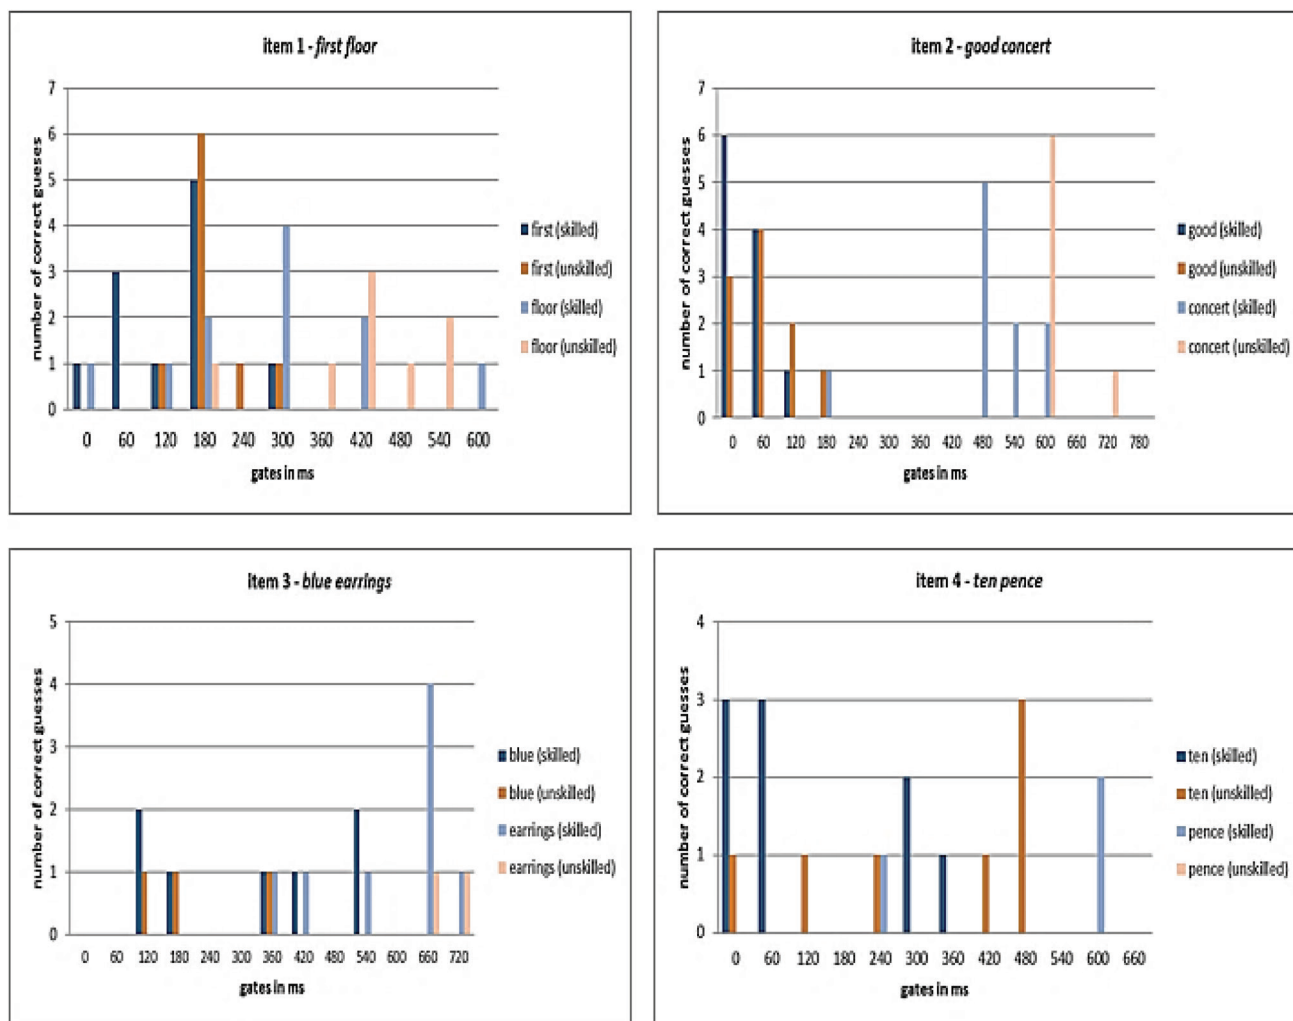 item 1 - first floor
number of correct guesses
7
6
5
4
3
2
1
0
0 60 120 180 240 300 360 420 480 540 600
gates in ms
first (skilled)
first (unskilled)
floor (skilled)
floor (unskilled)
item 2 - good concert
number of correct guesses
7
6
5
4
3
2
1
0
0 60 120 180 240 300 360 420 480 540 600 660 720 780
gates in ms
good (skilled)
good (unskilled)
concert (skilled)
concert (unskilled)
item 3 - blue earrings
number of correct guesses
5
4
3
2
1
0
0 60 120 180 240 300 360 420 480 540 600 660 720
gates in ms
blue (skilled)
blue (unskilled)
earrings (skilled)
earrings (unskilled)
item 4 - ten pence
number of correct guesses
4
3
2
1
0
0 60 120 180 240 300 360 420 480 540 600 660
gates in ms
ten (skilled)
ten (unskilled)
pence (skilled)
pence (unskilled)